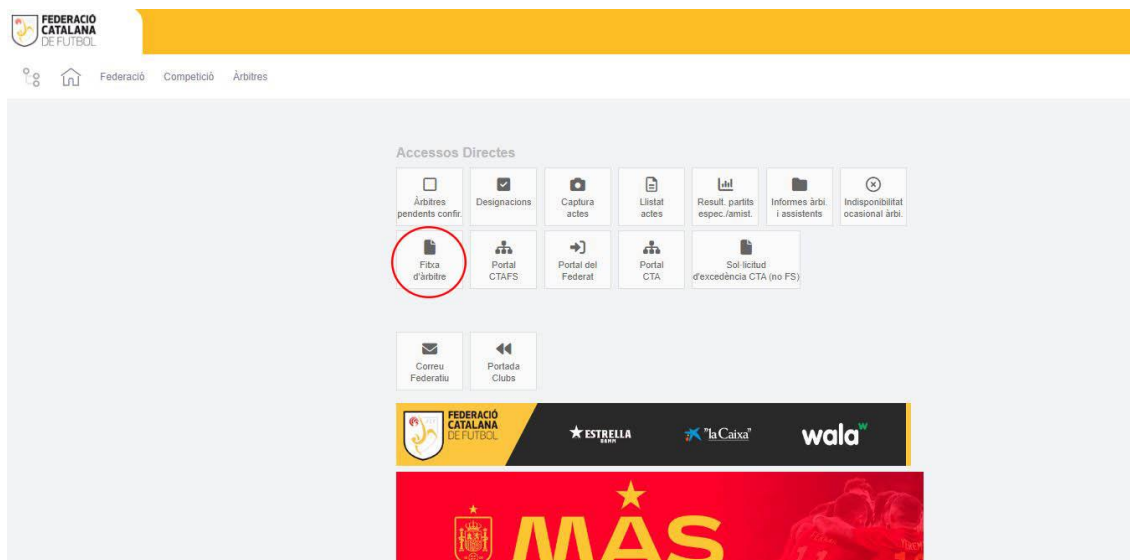 FEDERACIÓ
CATALANA
DE FUTBOL
Federació Competició Àrbitres
Accessos Directes
Àrbitres
pendents confir.
Designacions
Captura
actes
Llistat
actes
Result. partits
espec./amist.
Informes àrbi.
i assistents
Indisponibilitat
ocasional àrbi.
Fitxa
d'àrbitre
Portal
CTAFS
Portal del
Federat
Portal
CTA
Sol·licitud
d'excedència CTA (no FS)
Correu
Federatiu
Portada
Clubs
FEDERACIÓ
CATALANA
DE FUTBOL
ESTRELLA
DAMM
"la Caixa"
wala w
MÁS